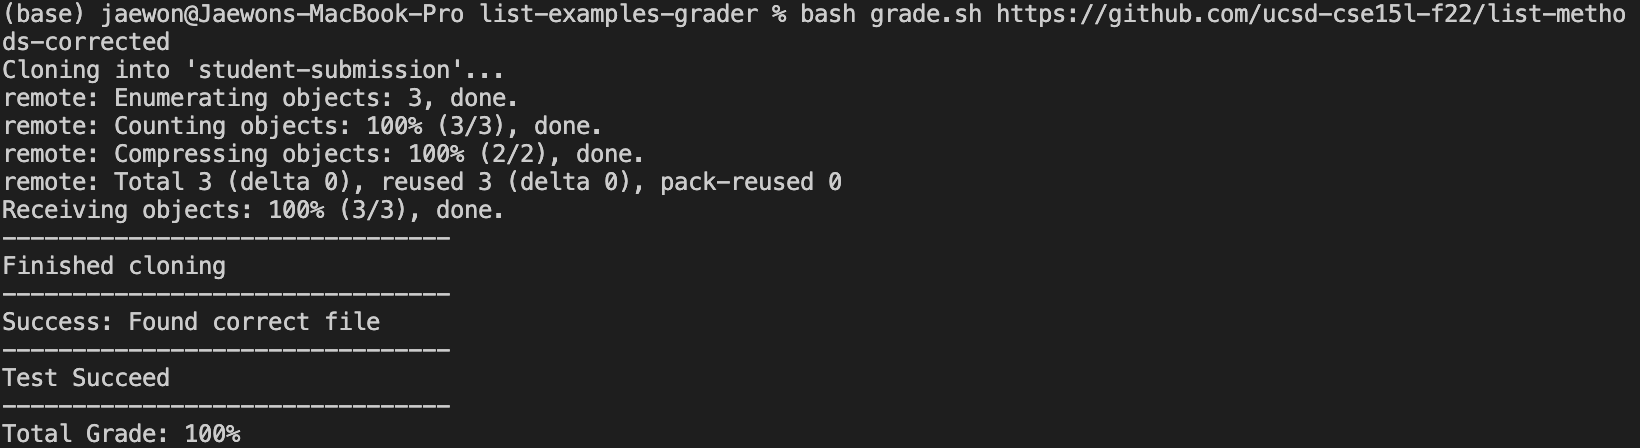 (base) jaewon@Jaewons-MacBook-Pro list-examples-grader % bash grade.sh https://github.com/ucsd-cse15l-f22/list-metho
ds-corrected
Cloning into 'student-submission'...
remote: Enumerating objects: 3, done.
remote: Counting objects: 100% (3/3), done.
remote: Compressing objects: 100% (2/2), done.
remote: Total 3 (delta 0), reused 3 (delta 0), pack-reused 0
Receiving objects: 100% (3/3), done.
--------------------------------
Finished cloning
--------------------------------
Success: Found correct file
--------------------------------
Test Succeed
--------------------------------
Total Grade: 100%